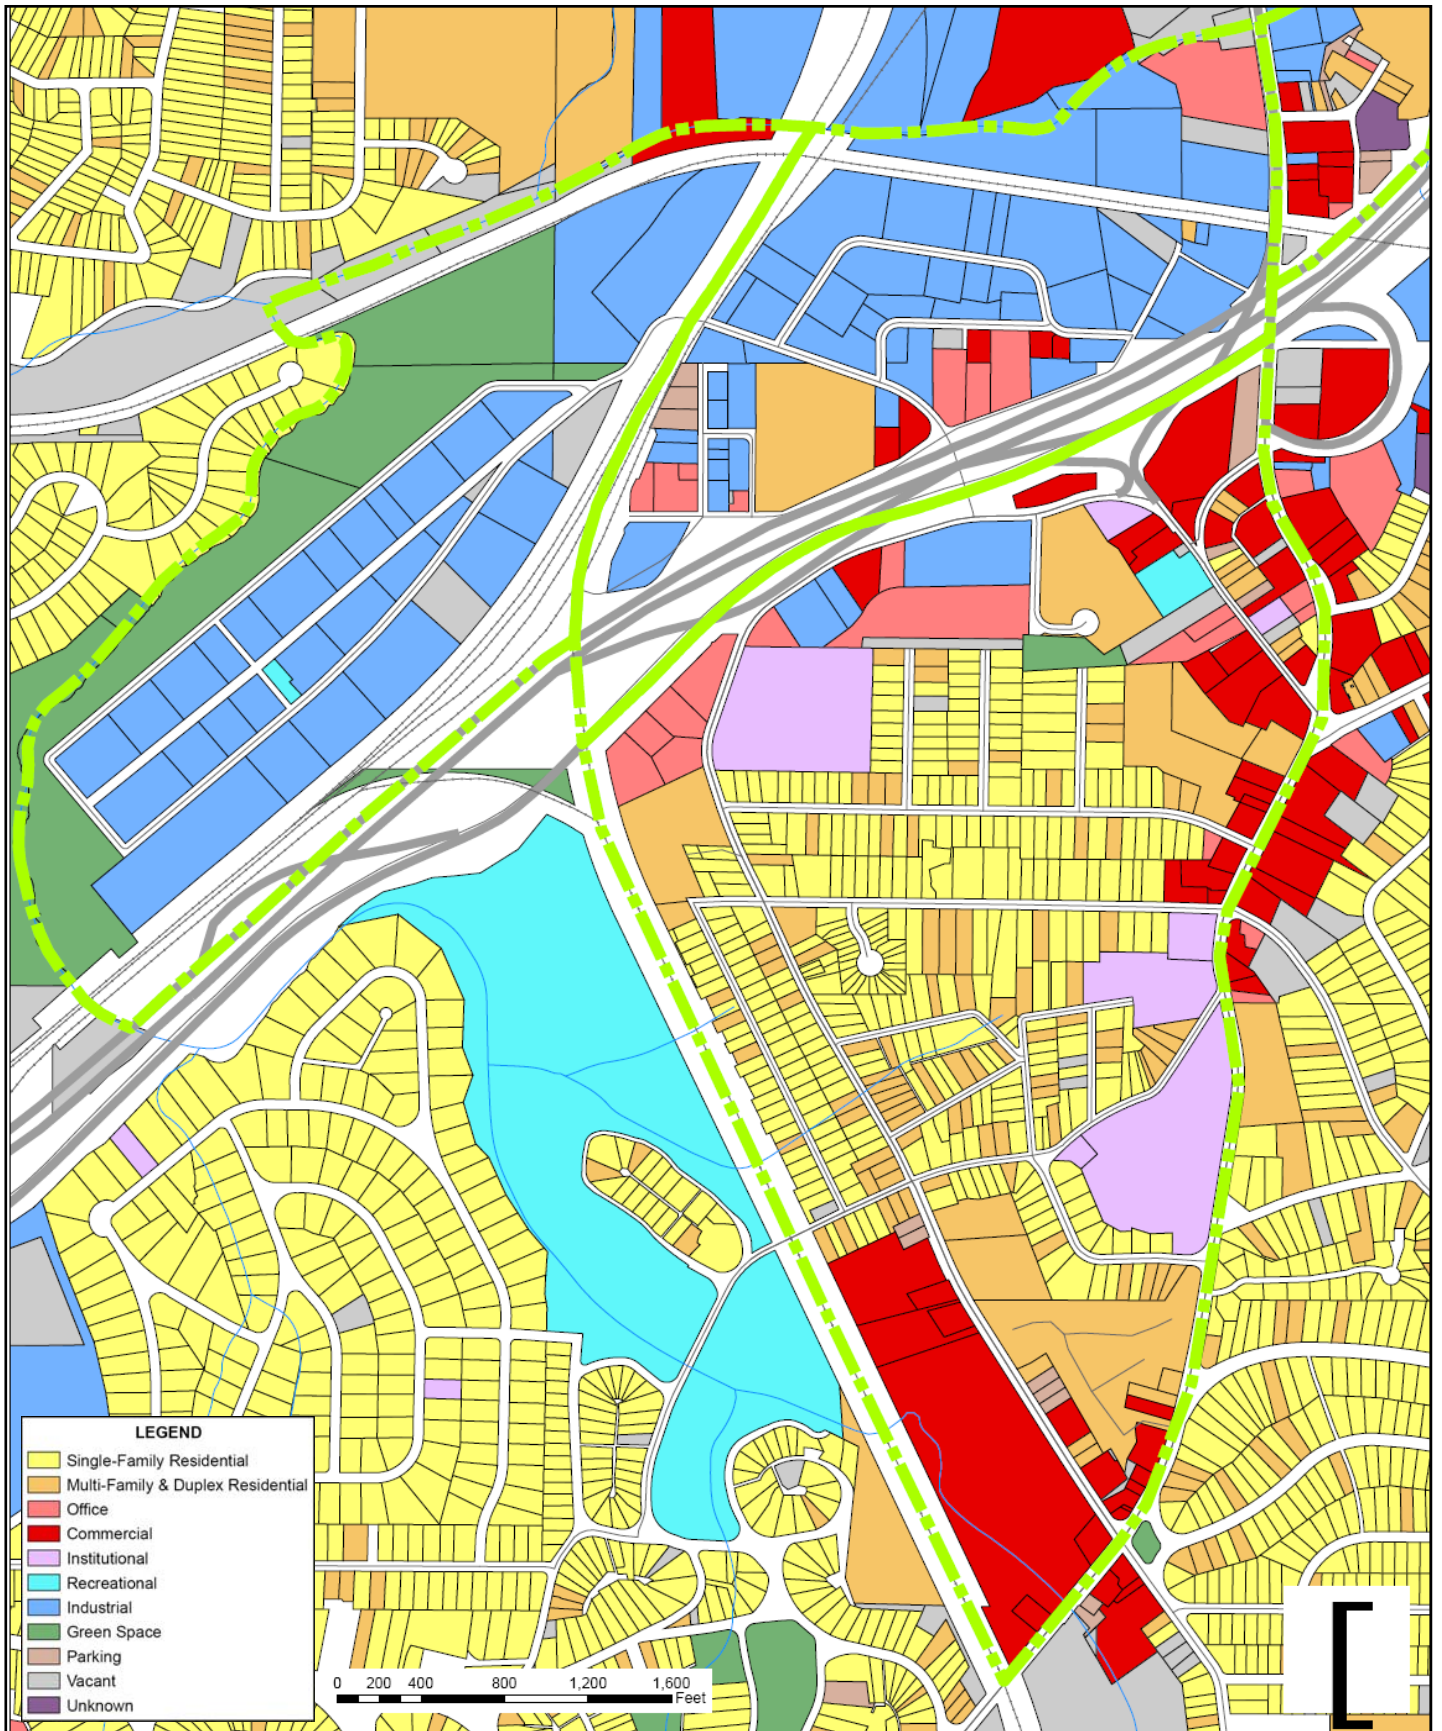 LEGEND
Single-Family Residential
Multi-Family & Duplex Residential
Office
Commercial
Institutional
Recreational
Industrial
Green Space
Parking
Vacant
Unknown
0 200 400 800 1,200 1,600
Feet
[